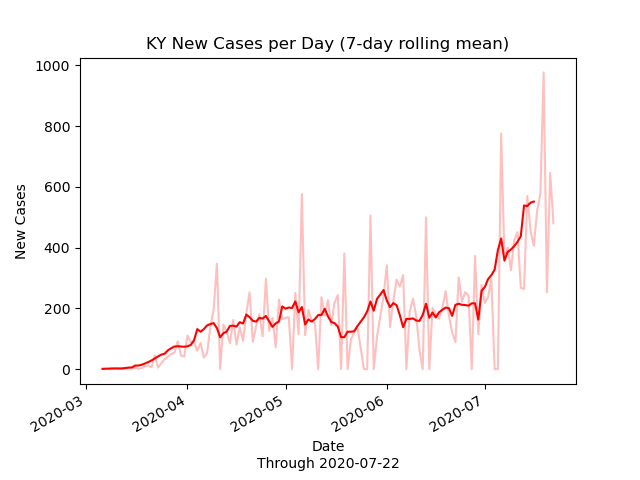 KY New Cases per Day (7-day rolling mean)
1000
800
600
400
200
0
New Cases
2020-03
2020-04
2020-05
2020-06
2020-07
Date
Through 2020-07-22